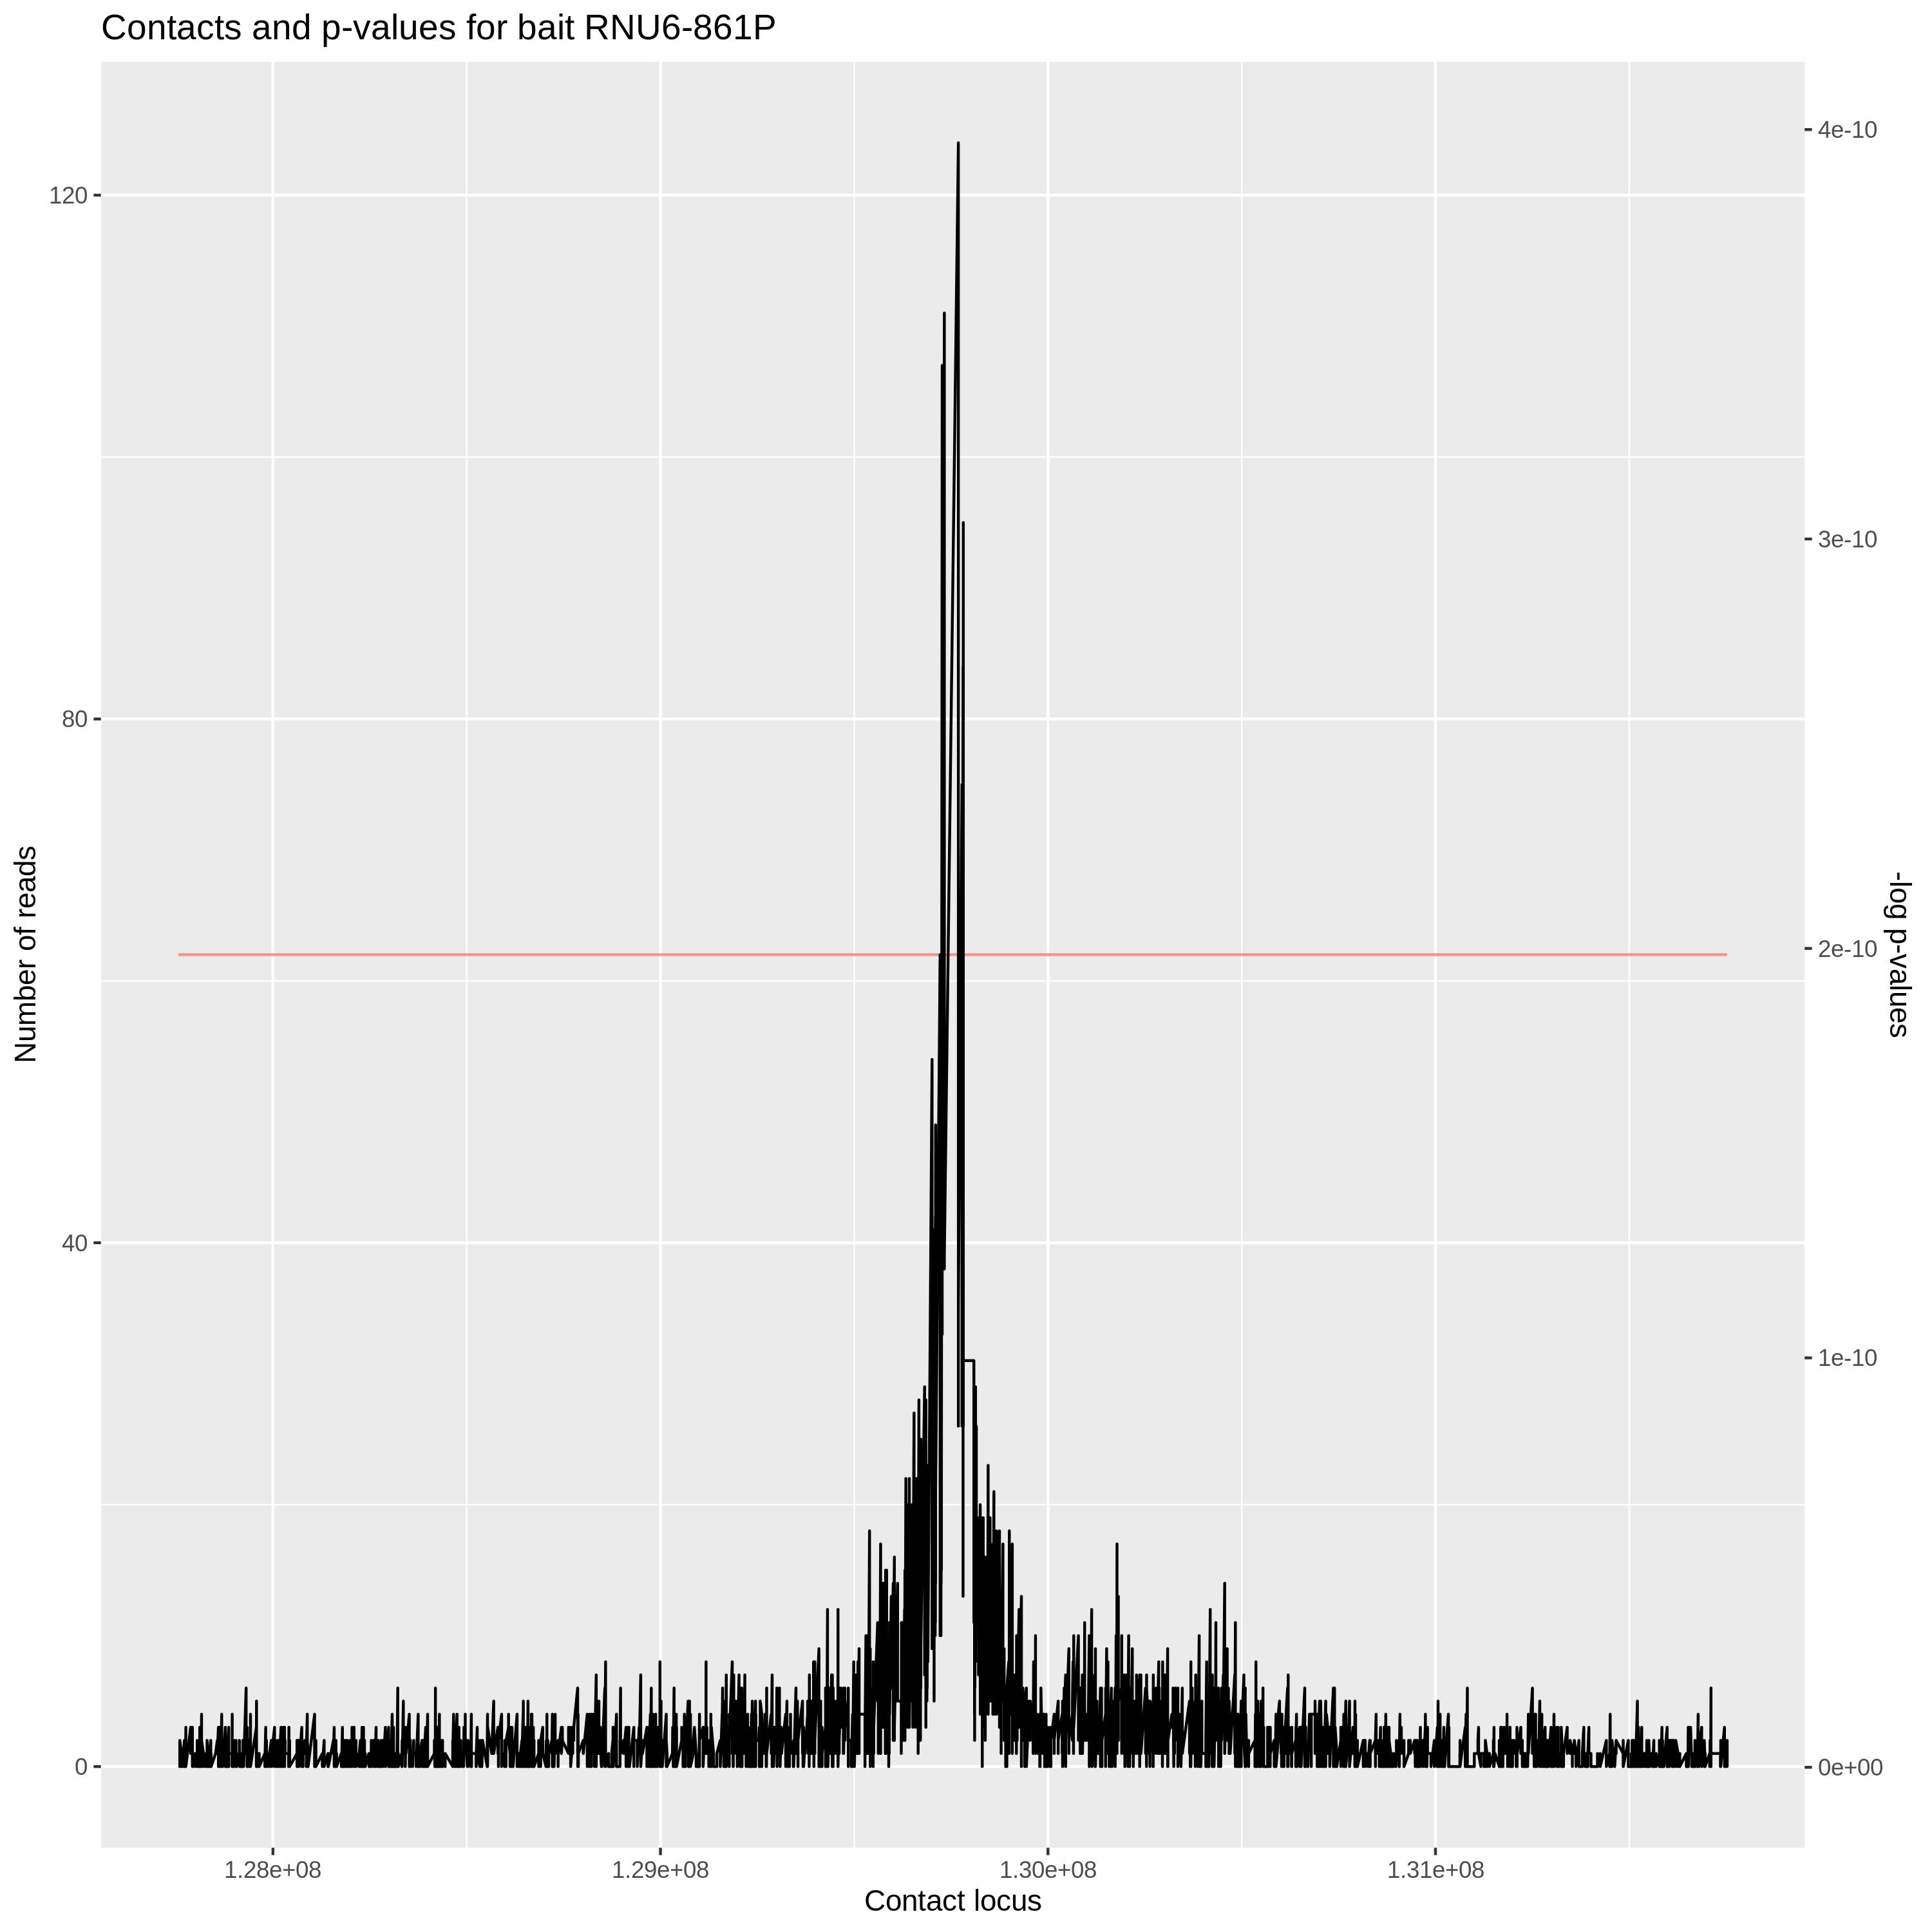 Contacts and p-values for bait RNU6-861P
120
80
40
0
Number of reads
4e-10
3e-10
2e-10
1e-10
0e+00
-log p-values
1.28e+08
1.29e+08
1.30e+08
1.31e+08
Contact locus